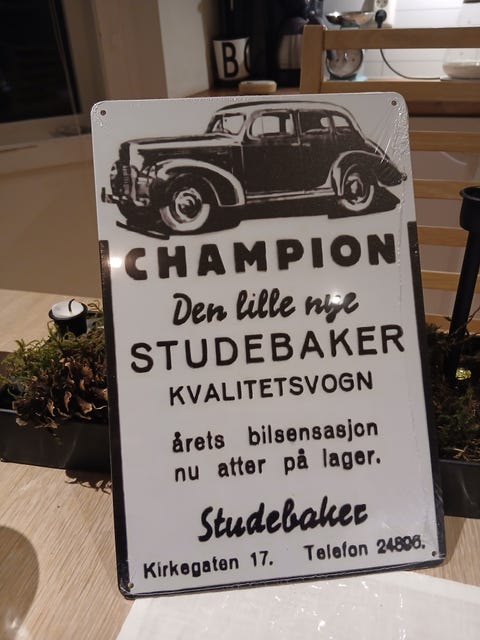 B
CHAMPION
Den lille nye
STUDEBAKER
KVALITETSVOGN
årets bilsensasjon
nu atter på lager.
Studebaker
Kirkegaten 17. Telefon 24896.